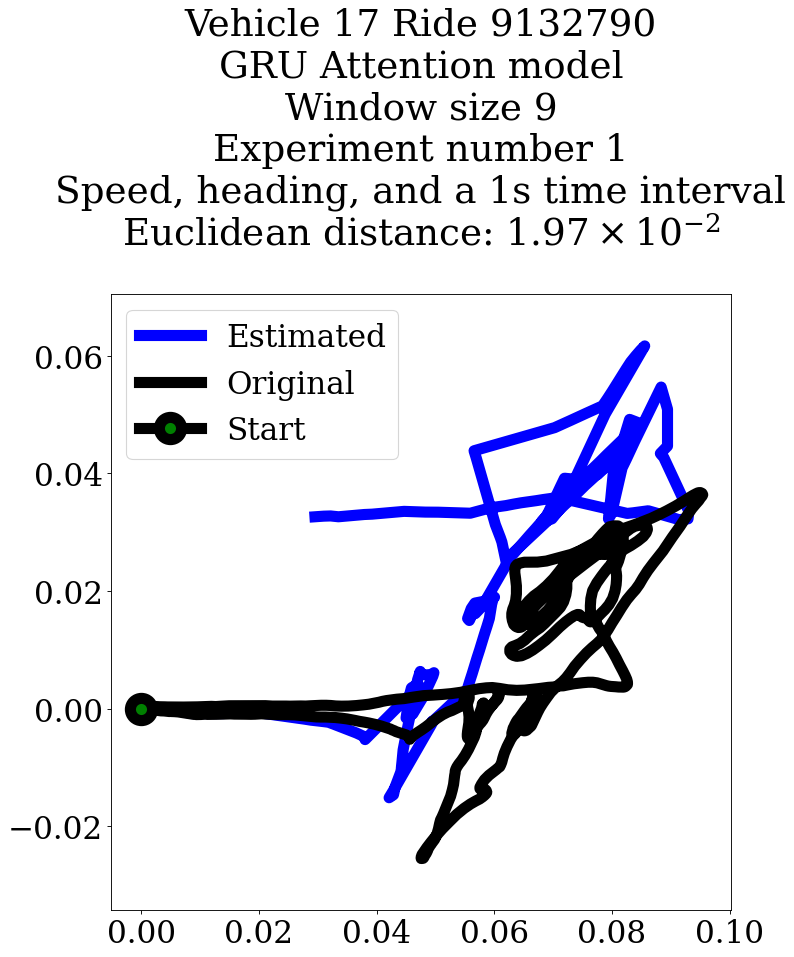 Vehicle 17 Ride 9132790
GRU Attention model
Window size 9
Experiment number 1
Speed, heading, and a 1s time interval
Euclidean distance: 1.97 × 10⁻²
Estimated
Original
Start
0.06
0.04
0.02
0.00
−0.02
0.00 0.02 0.04 0.06 0.08 0.10